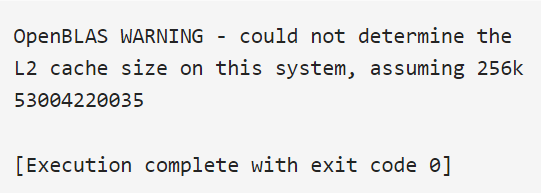 OpenBLAS WARNING - could not determine the
L2 cache size on this system, assuming 256k
53004220035
[Execution complete with exit code 0]